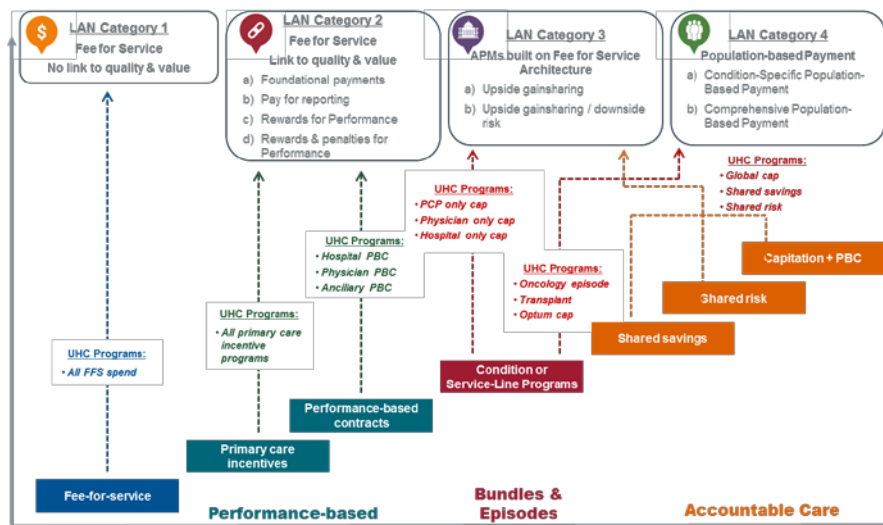 $
LAN Category 1
Fee for Service
No link to quality & value
LAN Category 2
Fee for Service
Link to quality & value
a) Foundational payments
b) Pay for reporting
c) Rewards for Performance
d) Rewards & penalties for
Performance
LAN Category 3
APMs built on Fee for Service
Architecture
a) Upside gainsharing
b) Upside gainsharing / downside
risk
LAN Category 4
Population-based Payment
a) Condition-Specific Population-
Based Payment
b) Comprehensive Population-
Based Payment
UHC Programs:
• All FFS spend
UHC Programs:
• All primary care
incentive
programs
UHC Programs:
• Hospital PBC
• Physician PBC
• Ancillary PBC
UHC Programs:
• PCP only cap
• Physician only cap
• Hospital only cap
UHC Programs:
• Oncology episode
• Transplant
• Optum cap
UHC Programs:
• Global cap
• Shared savings
• Shared risk
Capitation + PBC
Shared risk
Shared savings
Condition or
Service-Line Programs
Performance-based
contracts
Primary care
incentives
Fee-for-service
Performance-based
Bundles &
Episodes
Accountable Care